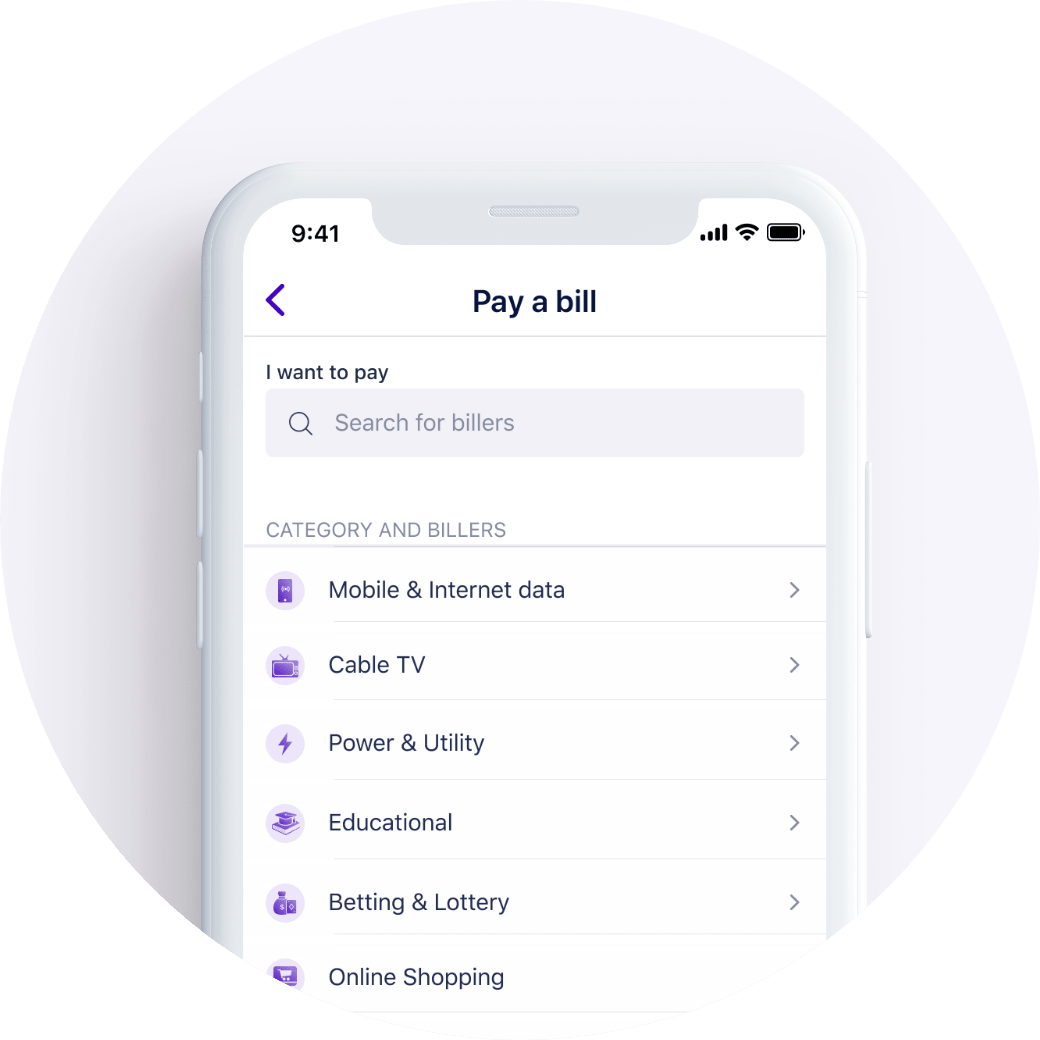 9:41
Pay a bill
I want to pay
Search for billers
CATEGORY AND BILLERS
Mobile & Internet data
Cable TV
Power & Utility
Educational
Betting & Lottery
Online Shopping